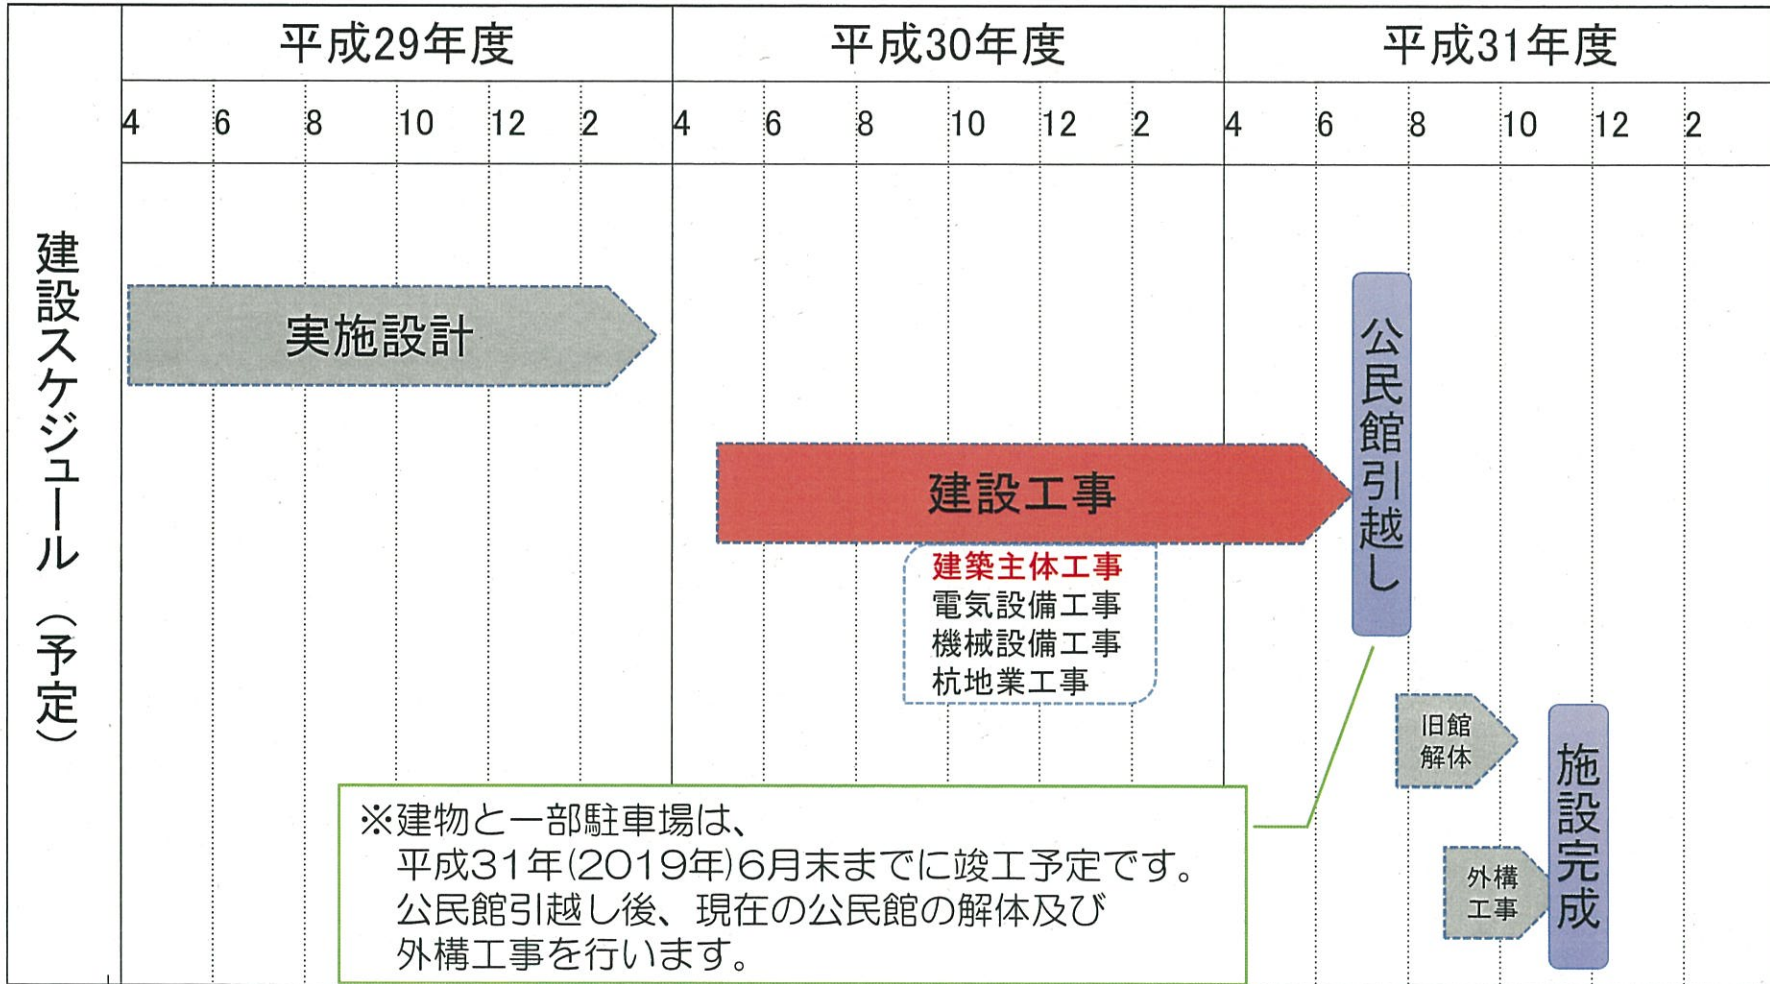 平成29年度
平成30年度
平成31年度
4 6 8 10 12 2 4 6 8 10 12 2 4 6 8 10 12 2
建設スケジュール（予定）
実施設計
建設工事
建築主体工事
電気設備工事
機械設備工事
杭地業工事
公民館引越し
旧館
解体
外構
工事
施設完成
※建物と一部駐車場は、
平成31年(2019年)6月末までに竣工予定です。
公民館引越し後、現在の公民館の解体及び
外構工事を行います。